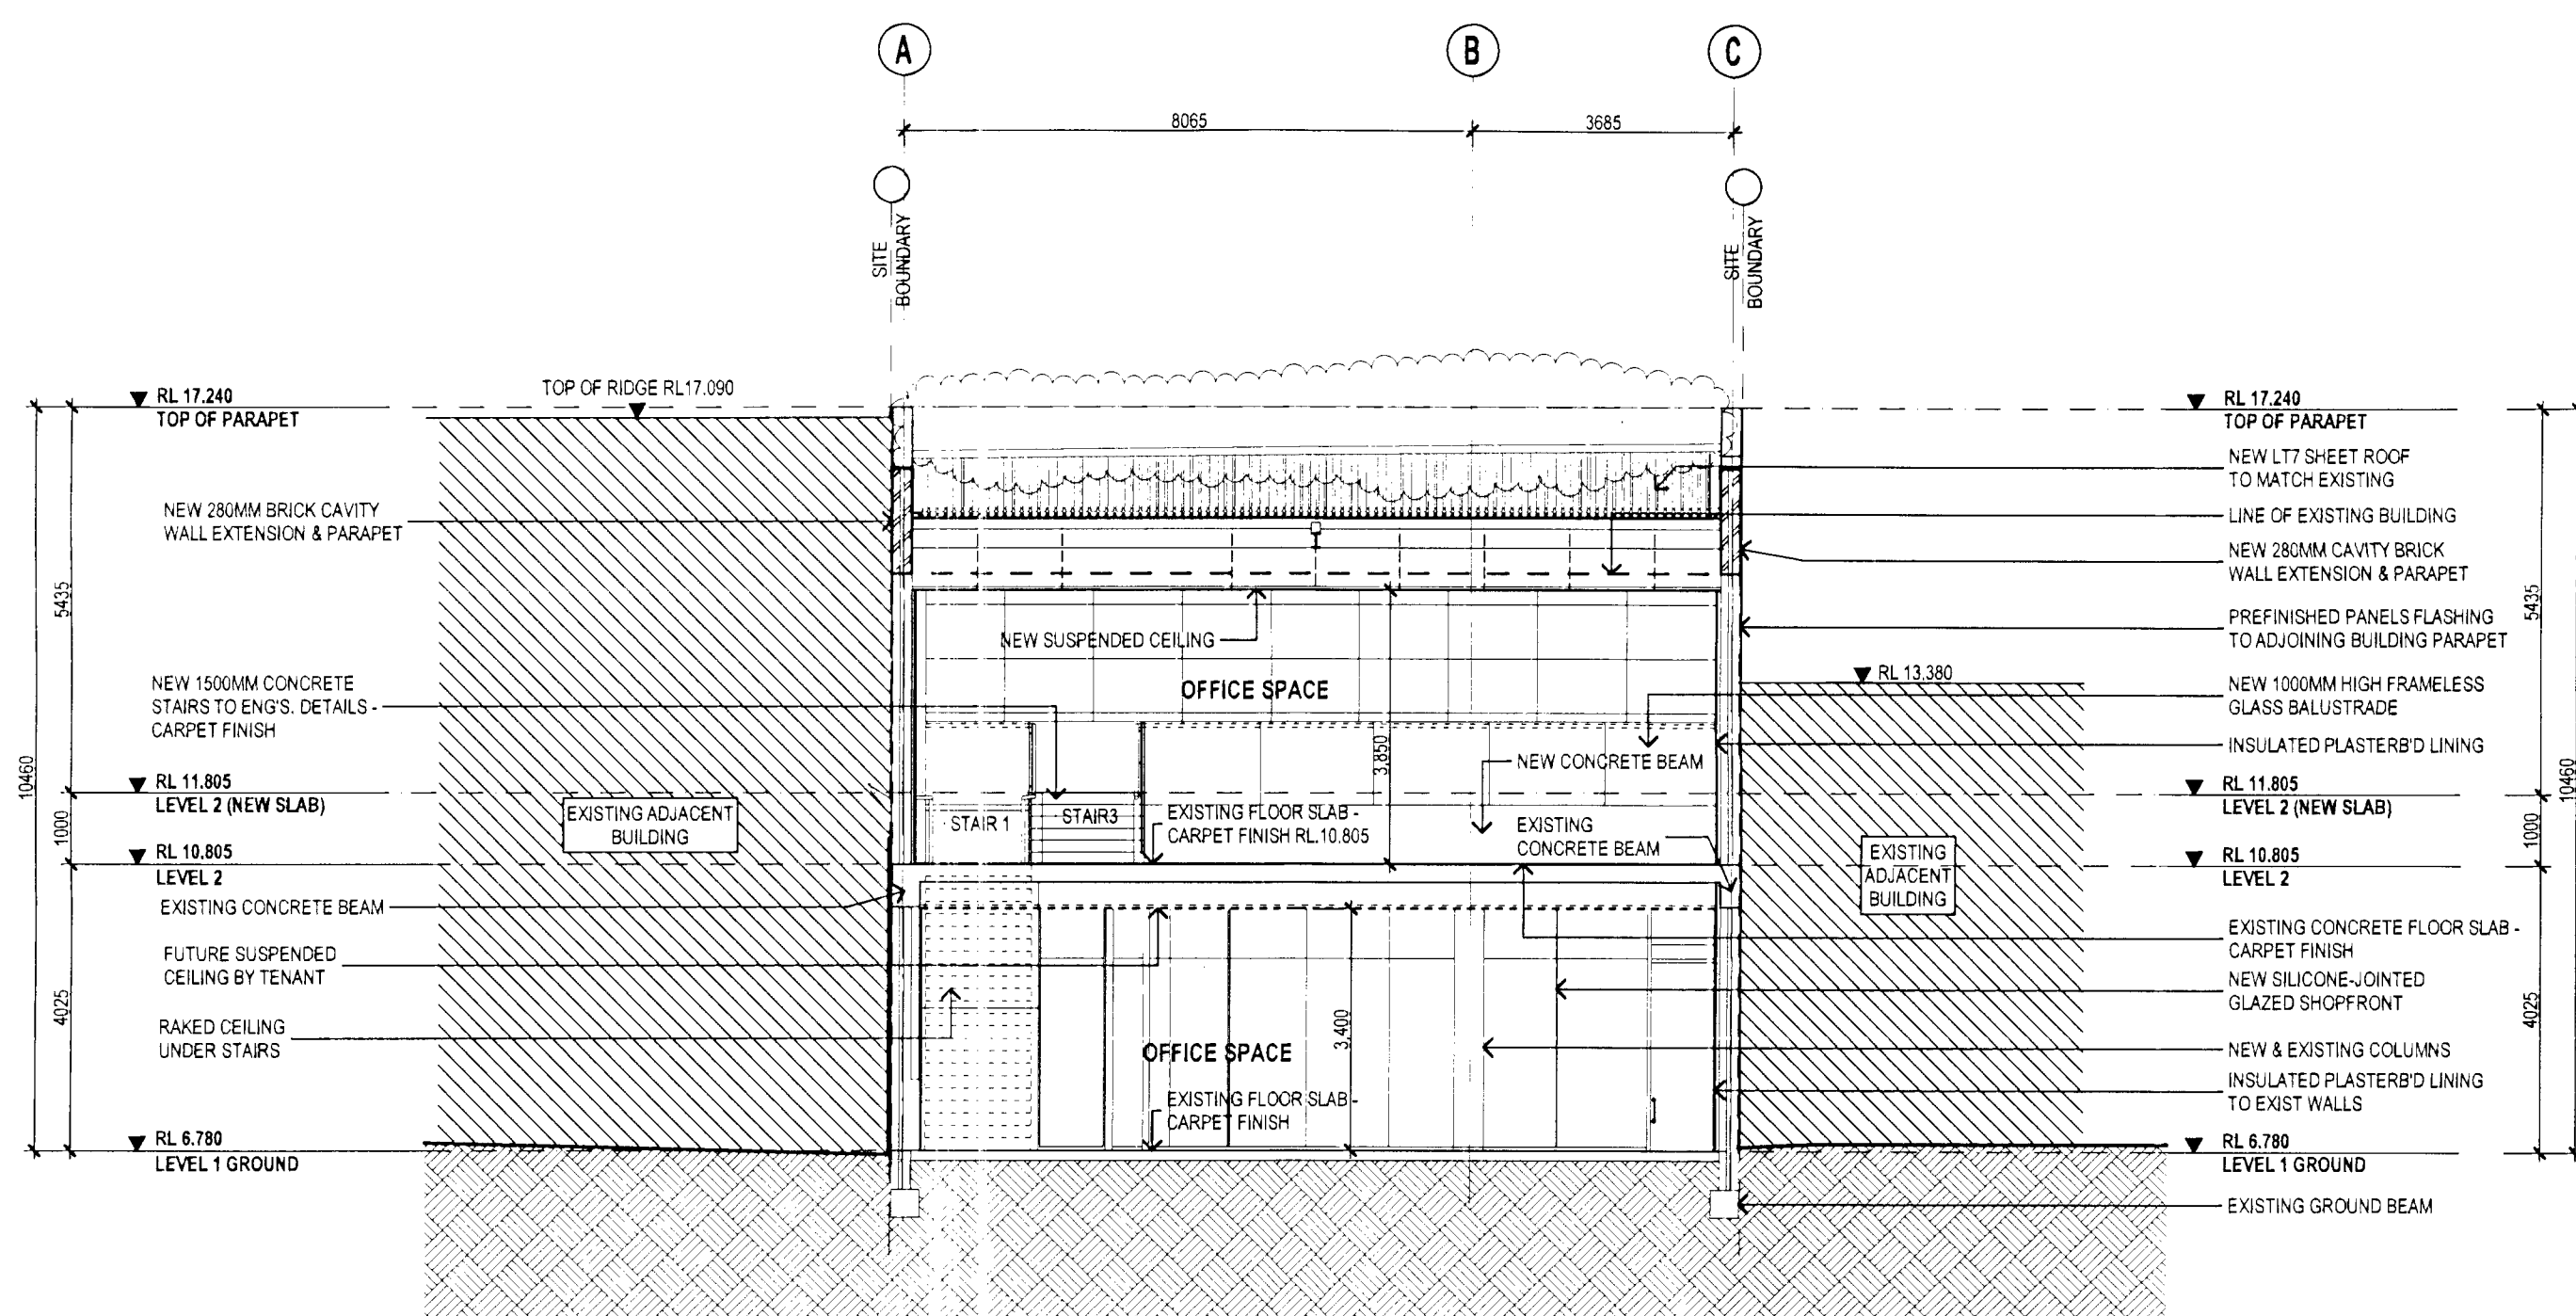 A
B
C
8065
3685
SITE
BOUNDARY
SITE
BOUNDARY
RL 17.240
TOP OF PARAPET
TOP OF RIDGE RL17.090
NEW 280MM BRICK CAVITY
WALL EXTENSION & PARAPET
5435
NEW 1500MM CONCRETE
STAIRS TO ENG'S. DETAILS -
CARPET FINISH
10460
RL 11.805
LEVEL 2 (NEW SLAB)
1000
EXISTING ADJACENT
BUILDING
RL 10.805
LEVEL 2
EXISTING CONCRETE BEAM
FUTURE SUSPENDED
CEILING BY TENANT
4025
RAKED CEILING
UNDER STAIRS
RL 6.780
LEVEL 1 GROUND
NEW SUSPENDED CEILING
OFFICE SPACE
3,850
NEW CONCRETE BEAM
STAIR 1
STAIR3
EXISTING FLOOR SLAB -
CARPET FINISH RL.10.805
EXISTING
CONCRETE BEAM
3,400
OFFICE SPACE
EXISTING FLOOR SLAB -
CARPET FINISH
RL 13.380
EXISTING
ADJACENT
BUILDING
RL 17.240
TOP OF PARAPET
NEW LT7 SHEET ROOF
TO MATCH EXISTING
LINE OF EXISTING BUILDING
NEW 280MM CAVITY BRICK
WALL EXTENSION & PARAPET
PREFINISHED PANELS FLASHING
TO ADJOINING BUILDING PARAPET
5435
NEW 1000MM HIGH FRAMELESS
GLASS BALUSTRADE
INSULATED PLASTERB'D LINING
10460
RL 11.805
LEVEL 2 (NEW SLAB)
1000
RL 10.805
LEVEL 2
EXISTING CONCRETE FLOOR SLAB -
CARPET FINISH
NEW SILICONE-JOINTED
GLAZED SHOPFRONT
4025
NEW & EXISTING COLUMNS
INSULATED PLASTERB'D LINING
TO EXIST WALLS
RL 6.780
LEVEL 1 GROUND
EXISTING GROUND BEAM